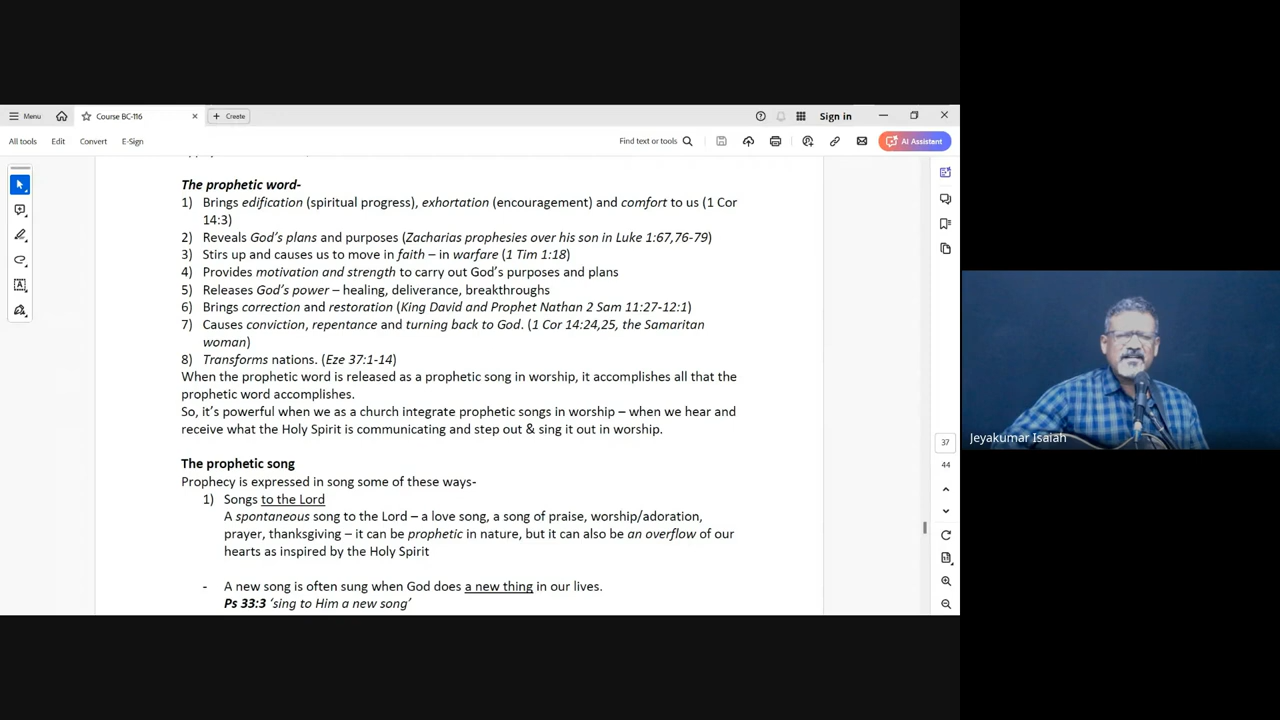 Menu
Course BC-116
Create
Sign in
All tools
Edit
Convert
E-Sign
Find text or tools
AI Assistant
The prophetic word-
1) Brings edification (spiritual progress), exhortation (encouragement) and comfort to us (1 Cor
14:3)
2) Reveals God's plans and purposes (Zacharias prophesies over his son in Luke 1:67,76-79)
3) Stirs up and causes us to move in faith – in warfare (1 Tim 1:18)
4) Provides motivation and strength to carry out God's purposes and plans
5) Releases God's power – healing, deliverance, breakthroughs
6) Brings correction and restoration (King David and Prophet Nathan 2 Sam 11:27-12:1)
7) Causes conviction, repentance and turning back to God. (1 Cor 14:24,25, the Samaritan
woman)
8) Transforms nations. (Eze 37:1-14)
When the prophetic word is released as a prophetic song in worship, it accomplishes all that the
prophetic word accomplishes.
So, it's powerful when we as a church integrate prophetic songs in worship – when we hear and
receive what the Holy Spirit is communicating and step out & sing it out in worship.
The prophetic song
Prophecy is expressed in song some of these ways-
1) Songs to the Lord
A spontaneous song to the Lord – a love song, a song of praise, worship/adoration,
prayer, thanksgiving – it can be prophetic in nature, but it can also be an overflow of our
hearts as inspired by the Holy Spirit
- A new song is often sung when God does a new thing in our lives.
Ps 33:3 'sing to Him a new song'
37
44
Jeyakumar Isaiah